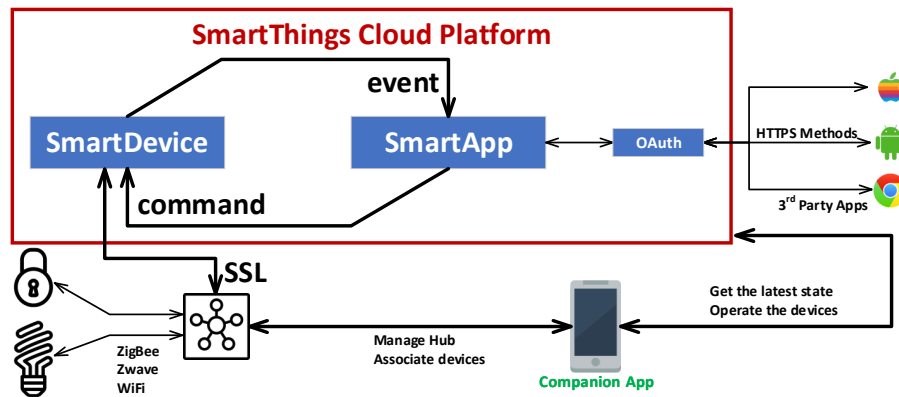 SmartThings Cloud Platform
event
SmartDevice
SmartApp
OAuth
HTTPS Methods
command
3rd Party Apps
SSL
Get the latest state
Operate the devices
Manage Hub
Associate devices
ZigBee
Zwave
WiFi
Companion App